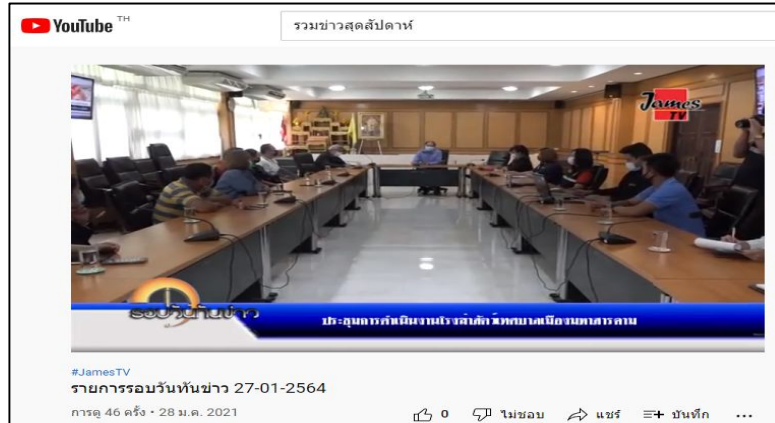 YouTube TH
รวมข่าวสุดสัปดาห์
James
TV
รอบวันทันข่าว
ประชุมการดำเนินงานโรงฆ่าสัตว์เทศบาลเมืองมหาสารคาม
#JamesTV
รายการรอบวันทันข่าว 27-01-2564
การดู 46 ครั้ง • 28 ม.ค. 2021
0 ไม่ชอบ แชร์ บันทึก ...